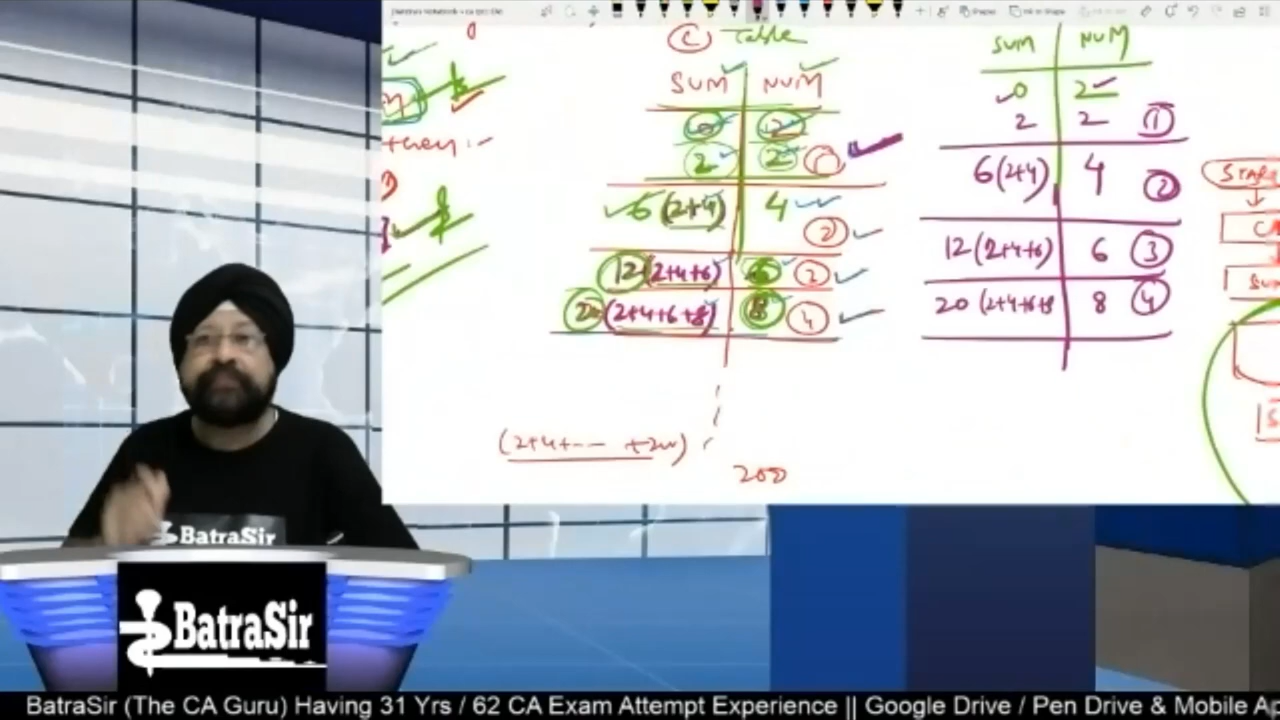 C Table
SUM NUM
0 2
2 2 1
6 (2+4) 4
2
12 (2+4+6) 6 3
20 (2+4+6+8) 8 4
(2+4+-- +200)
200
SUM NUM
0 2
2 2 1
6 (2+4) 4 2
12 (2+4+6) 6 3
20 (2+4+6+8 8 4
START
BatraSir
BatraSir
BatraSir (The CA Guru) Having 31 Yrs / 62 CA Exam Attempt Experience || Google Drive / Pen Drive & Mobile Ap